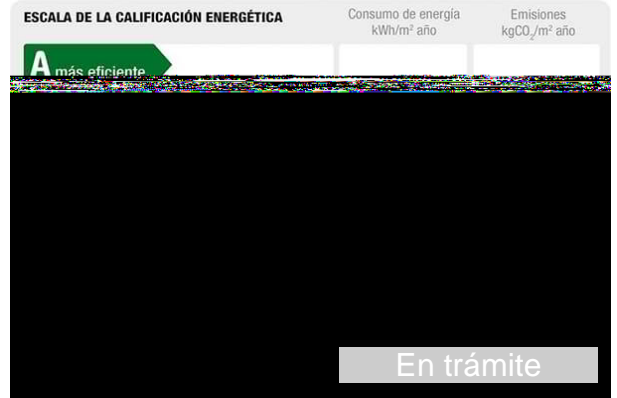 ESCALA DE LA CALIFICACIÓN ENERGÉTICA
Consumo de energía
kWh/m² año
Emisiones
kgCO₂/m² año
A más eficiente
En trámite